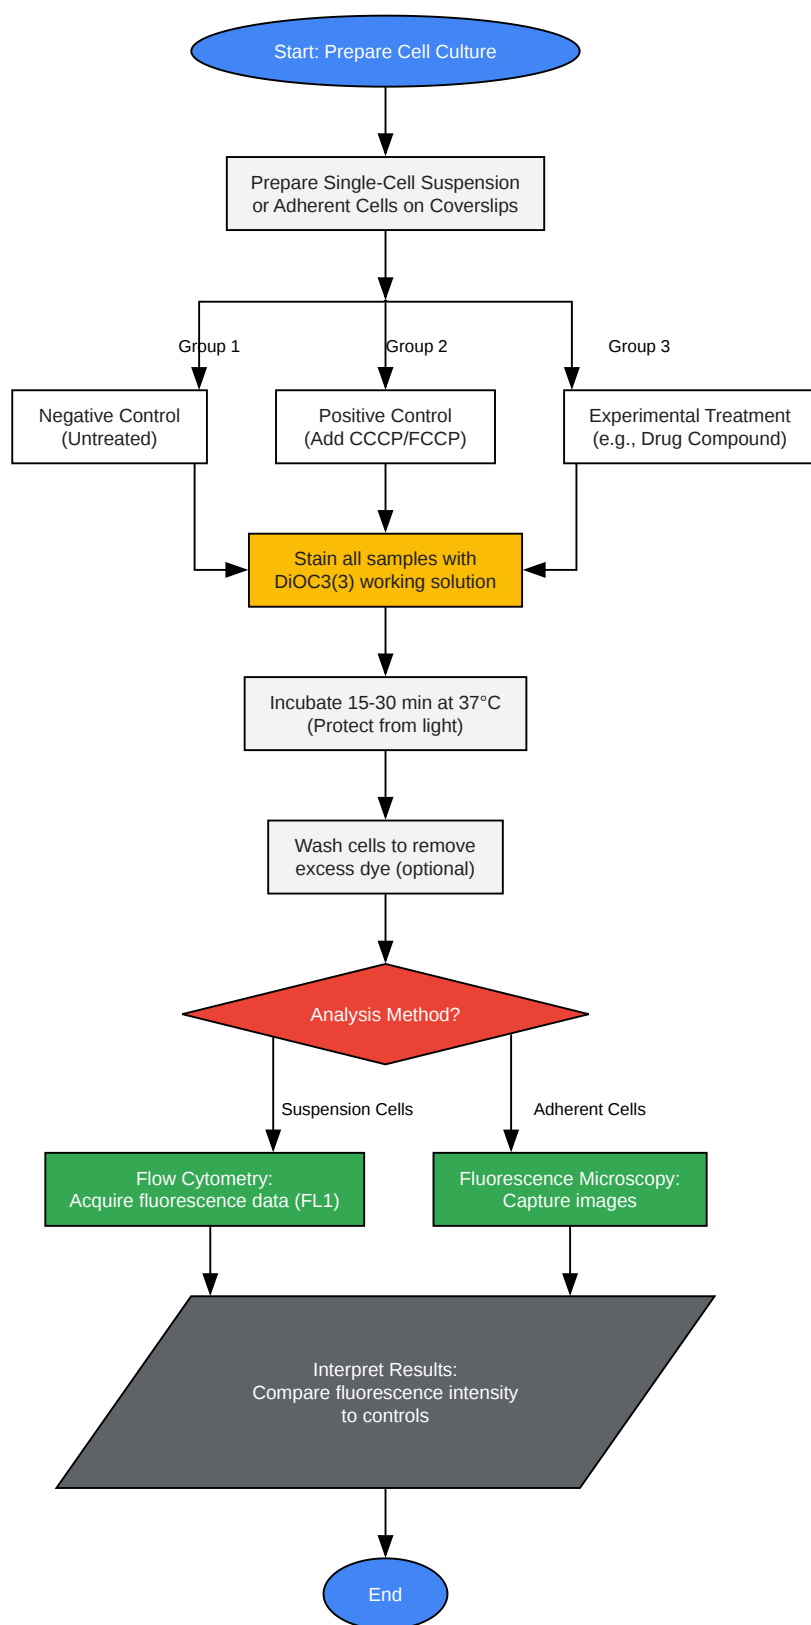 Start: Prepare Cell Culture
Prepare Single-Cell Suspension
or Adherent Cells on Coverslips
Group 1
Group 2
Group 3
Negative Control
(Untreated)
Positive Control
(Add CCCP/FCCP)
Experimental Treatment
(e.g., Drug Compound)
Stain all samples with
DiOC3(3) working solution
Incubate 15-30 min at 37°C
(Protect from light)
Wash cells to remove
excess dye (optional)
Analysis Method?
Suspension Cells
Adherent Cells
Flow Cytometry:
Acquire fluorescence data (FL1)
Fluorescence Microscopy:
Capture images
Interpret Results:
Compare fluorescence intensity
to controls
End